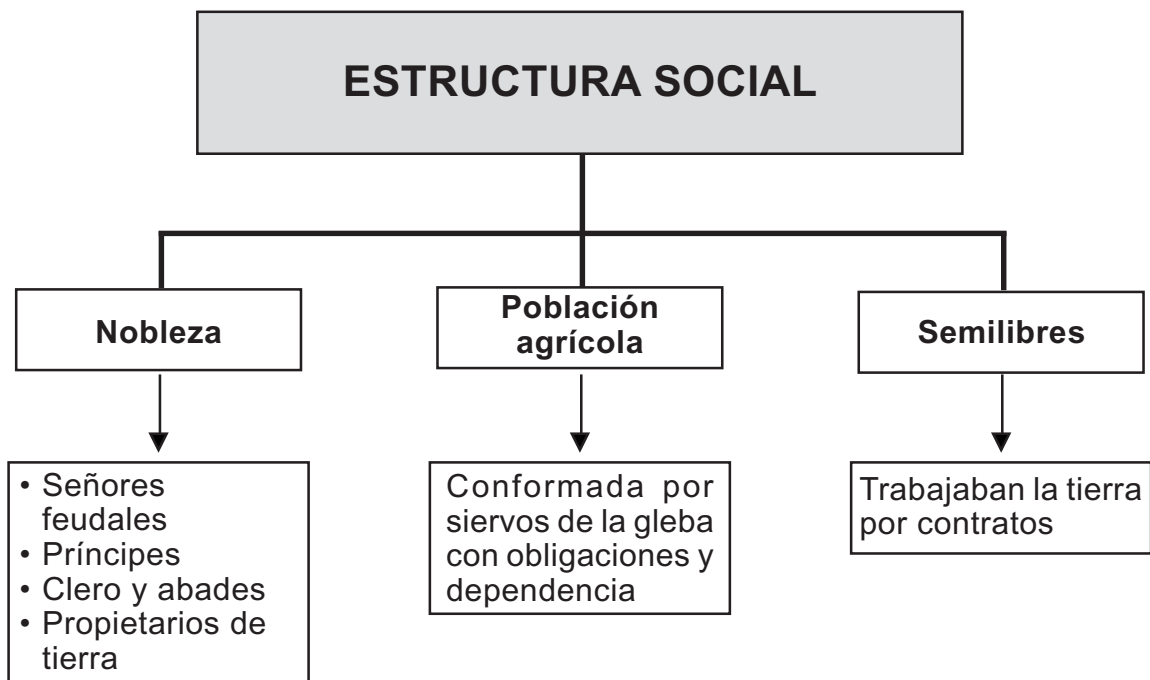 ESTRUCTURA SOCIAL
Nobleza
Población
agrícola
Semilibres
• Señores
feudales
• Príncipes
• Clero y abades
• Propietarios de
tierra
Conformada por
siervos de la gleba
con obligaciones y
dependencia
Trabajaban la tierra
por contratos